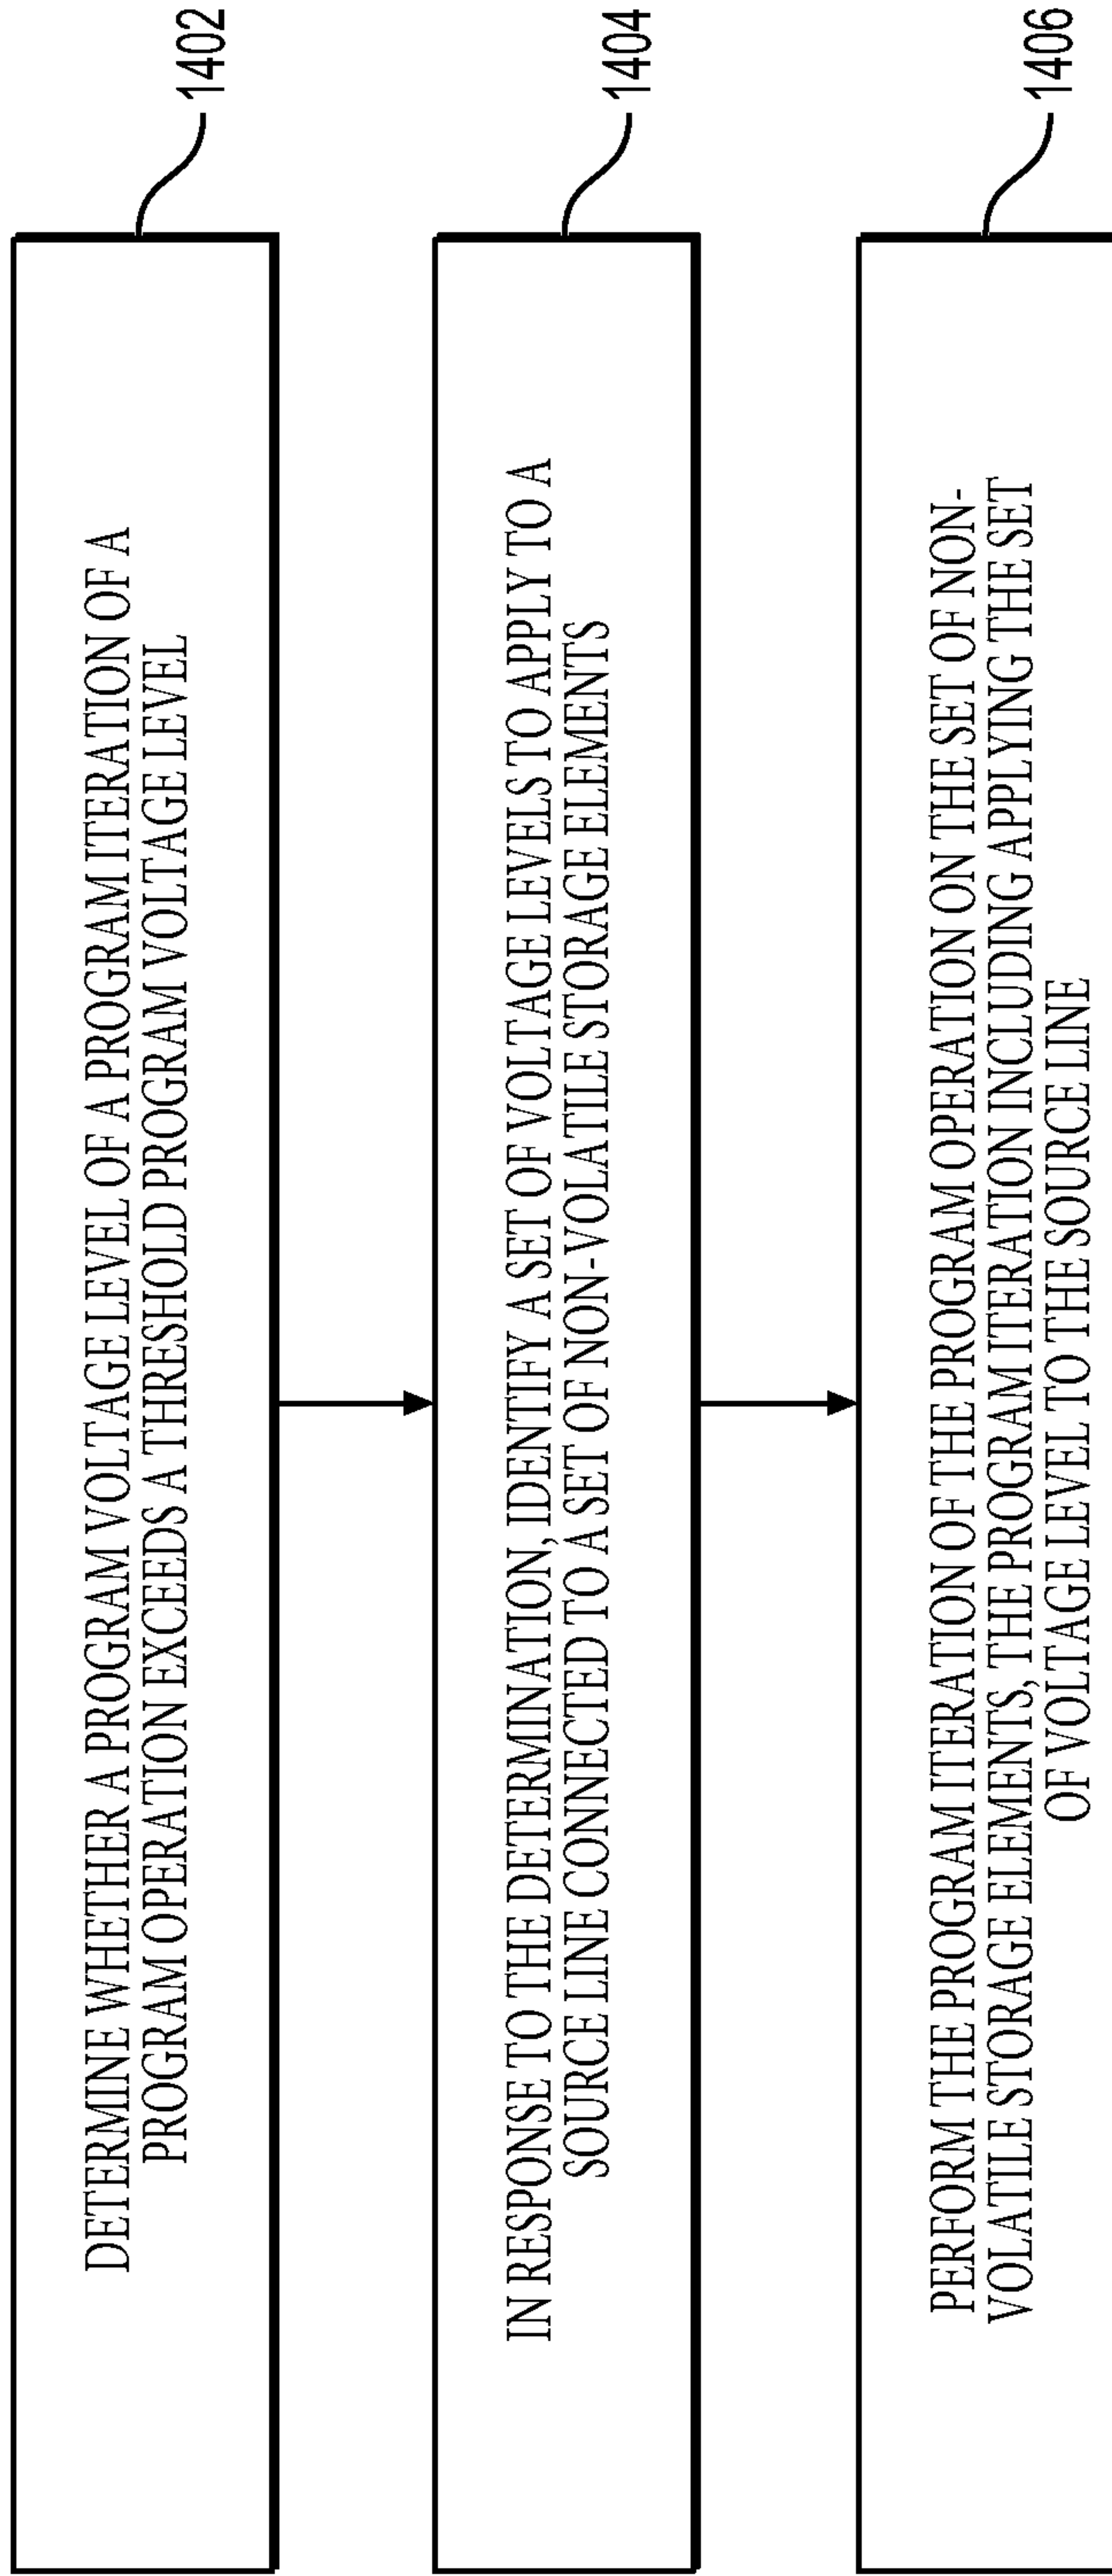 DETERMINE WHETHER A PROGRAM VOLTAGE LEVEL OF A PROGRAM ITERATION OF A
PROGRAM OPERATION EXCEEDS A THRESHOLD PROGRAM VOLTAGE LEVEL
1402
IN RESPONSE TO THE DETERMINATION, IDENTIFY A SET OF VOLTAGE LEVELS TO APPLY TO A
SOURCE LINE CONNECTED TO A SET OF NON-VOLATILE STORAGE ELEMENTS
1404
PERFORM THE PROGRAM ITERATION OF THE PROGRAM OPERATION ON THE SET OF NON-
VOLATILE STORAGE ELEMENTS, THE PROGRAM ITERATION INCLUDING APPLYING THE SET
OF VOLTAGE LEVEL TO THE SOURCE LINE
1406